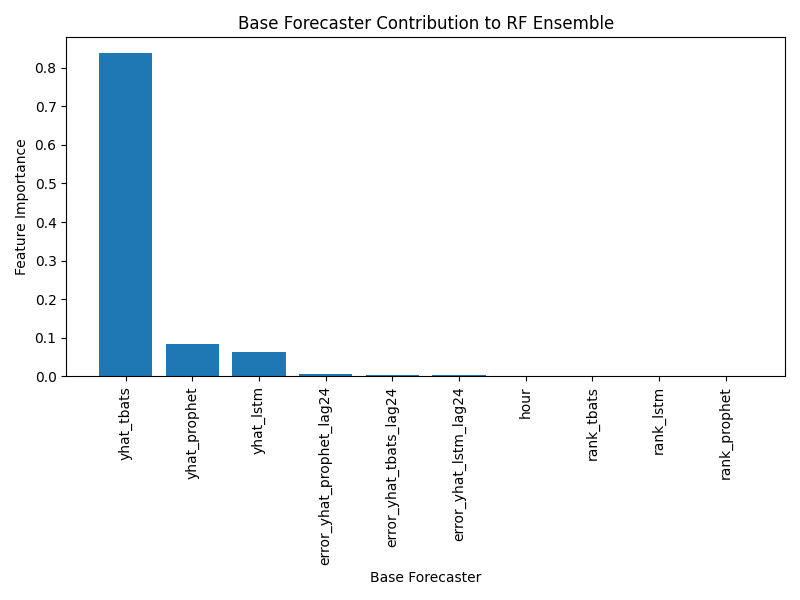 Base Forecaster Contribution to RF Ensemble
Feature Importance
0.8
0.7
0.6
0.5
0.4
0.3
0.2
0.1
0.0
yhat_tbats
yhat_prophet
yhat_lstm
error_yhat_prophet_lag24
error_yhat_tbats_lag24
error_yhat_lstm_lag24
hour
rank_tbats
rank_lstm
rank_prophet
Base Forecaster